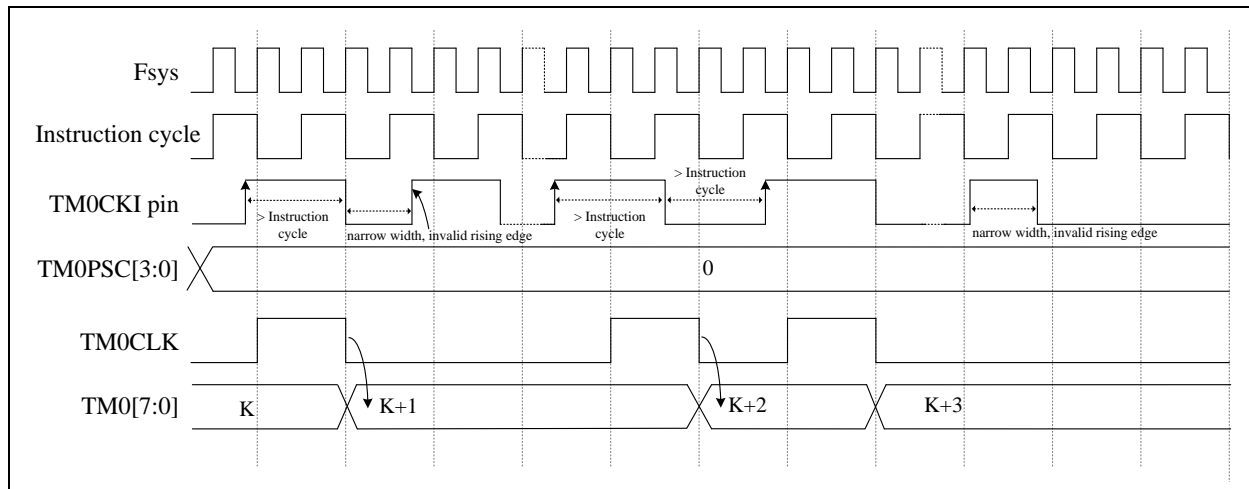 Fsys
Instruction cycle
TM0CKI pin
> Instruction
cycle
narrow width, invalid rising edge
> Instruction
cycle
> Instruction
cycle
narrow width, invalid rising edge
TM0PSC[3:0]
0
TM0CLK
TM0[7:0]
K
K+1
K+2
K+3